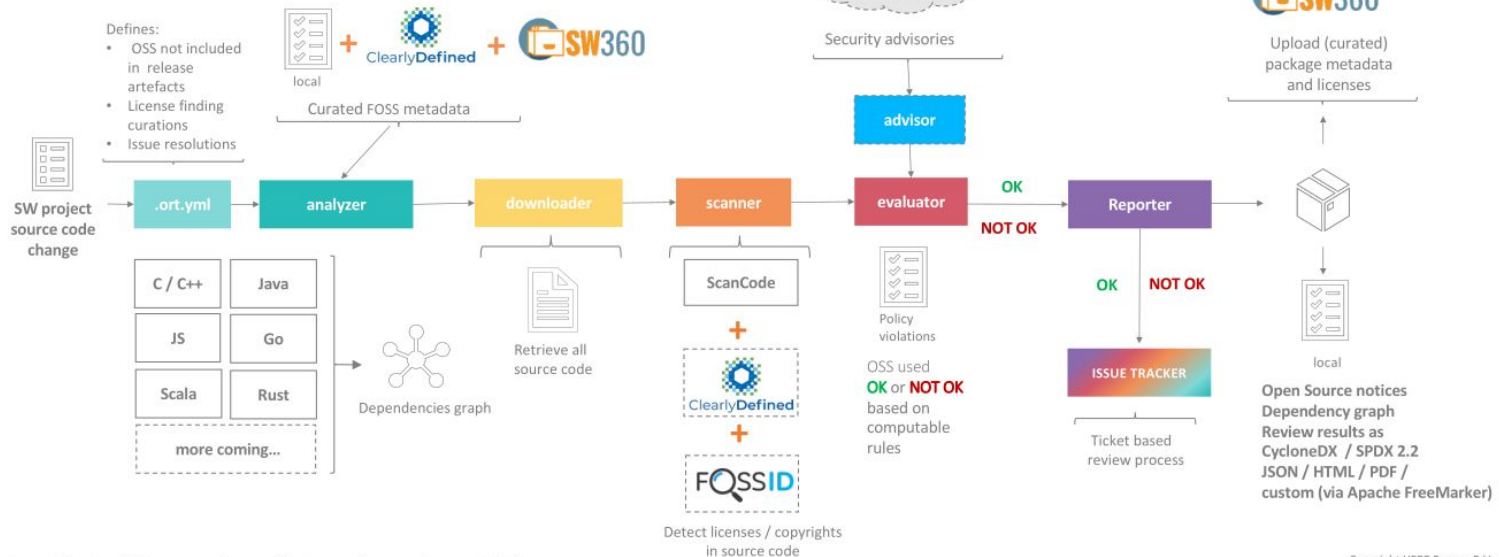 Defines:
• OSS not included
in release
artefacts
• License finding
curations
• Issue resolutions
local
+
ClearlyDefined
+
SW360
Curated FOSS metadata
Security advisories
advisor
SW360
Upload (curated)
package metadata
and licenses
SW project
source code
change
.ort.yml
analyzer
downloader
scanner
evaluator
OK
NOT OK
Reporter
C / C++
Java
JS
Go
Scala
Rust
more coming...
Dependencies graph
Retrieve all
source code
ScanCode
+
ClearlyDefined
+
FOSSID
Detect licenses / copyrights
in source code
Policy
violations
OSS used
OK or NOT OK
based on
computable
rules
OK
NOT OK
ISSUE TRACKER
Ticket based
review process
local
Open Source notices
Dependency graph
Review results as
CycloneDX / SPDX 2.2
JSON / HTML / PDF /
custom (via Apache FreeMarker)